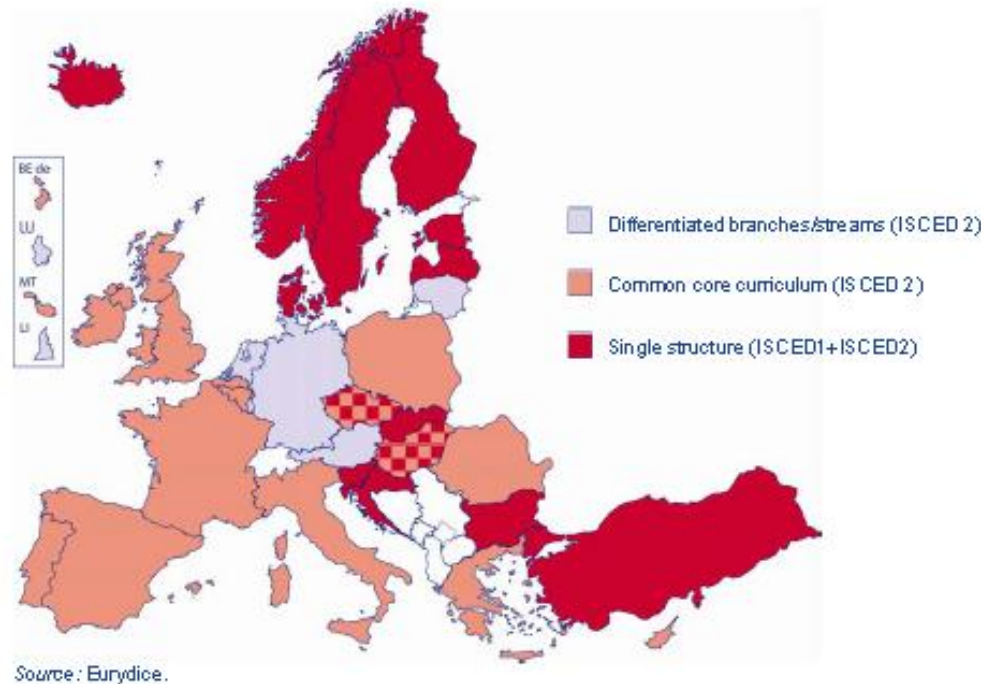 BE de
LU
MT
LI
Differentiated branches/streams (ISCED 2)
Common core curriculum (ISCED 2)
Single structure (ISCED1+ISCED2)
Source: Eurydice.